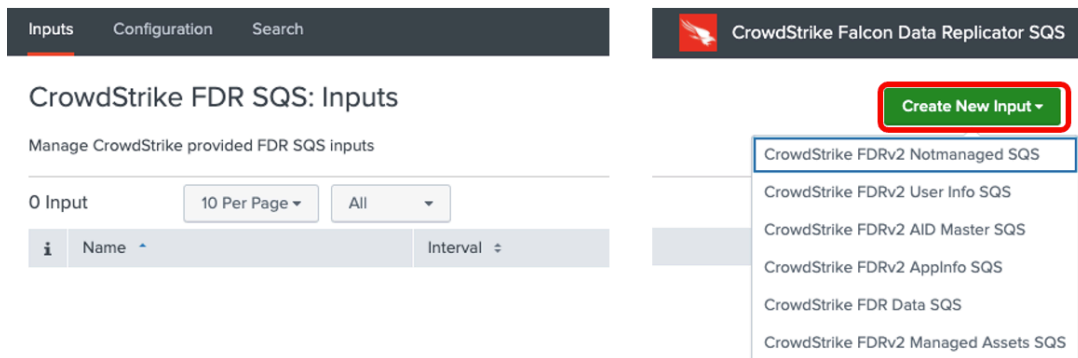 Inputs Configuration Search
CrowdStrike Falcon Data Replicator SQS
CrowdStrike FDR SQS: Inputs
Create New Input
Manage CrowdStrike provided FDR SQS inputs
0 Input 10 Per Page All
i Name Interval
CrowdStrike FDRv2 Notmanaged SQS
CrowdStrike FDRv2 User Info SQS
CrowdStrike FDRv2 AID Master SQS
CrowdStrike FDRv2 AppInfo SQS
CrowdStrike FDR Data SQS
CrowdStrike FDRv2 Managed Assets SQS